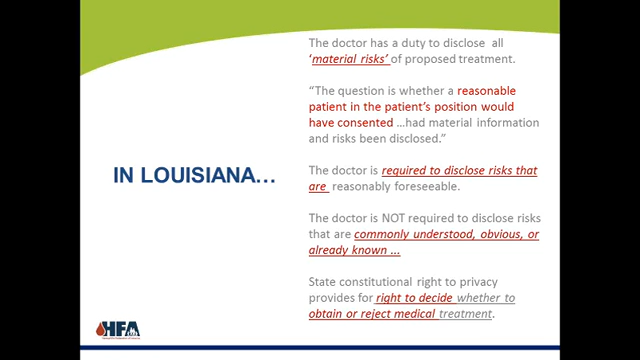 The doctor has a duty to disclose all
‘material risks’ of proposed treatment.
“The question is whether a reasonable
patient in the patient’s position would
have consented …had material information
and risks been disclosed.”
IN LOUISIANA…
The doctor is required to disclose risks that
are reasonably foreseeable.
The doctor is NOT required to disclose risks
that are commonly understood, obvious, or
already known ...
State constitutional right to privacy
provides for right to decide whether to
obtain or reject medical treatment.
HFA